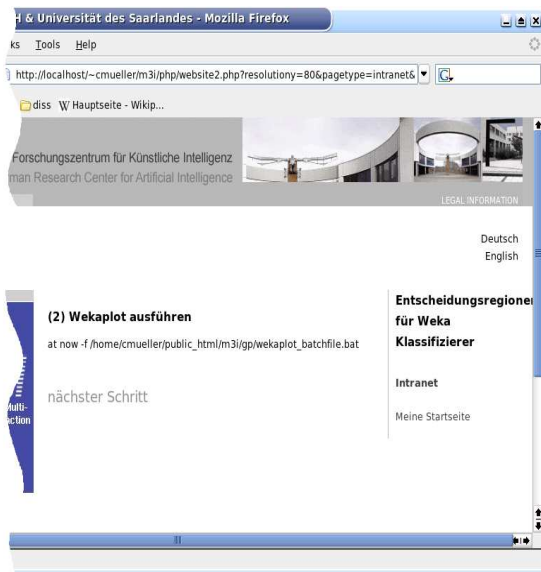 H & Universität des Saarlandes - Mozilla Firefox
ks Tools Help
http://localhost/~cmueller/m3i/php/website2.php?resolutiony=80&pagetype=intranet&
G
diss W Hauptseite - Wikip...
Forschungszentrum für Künstliche Intelligenz
man Research Center for Artificial Intelligence
LEGAL INFORMATION
Deutsch
English
(2) Wekaplot ausführen
at now -f /home/cmueller/public_html/m3i/gp/wekaplot_batchfile.bat
nächster Schritt
Multi-
action
Entscheidungsregionen
für Weka
Klassifizierer
Intranet
Meine Startseite